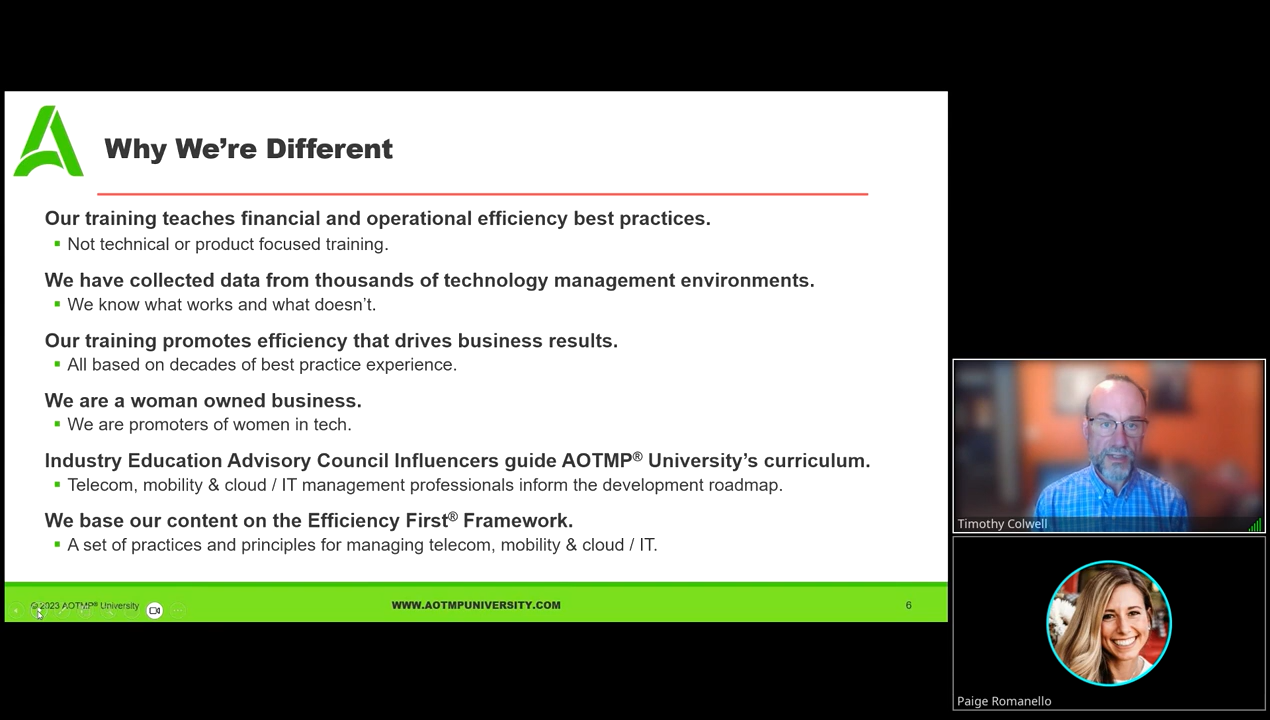 Why We're Different
Our training teaches financial and operational efficiency best practices.
▪ Not technical or product focused training.
We have collected data from thousands of technology management environments.
▪ We know what works and what doesn't.
Our training promotes efficiency that drives business results.
▪ All based on decades of best practice experience.
We are a woman owned business.
▪ We are promoters of women in tech.
Industry Education Advisory Council Influencers guide AOTMP® University's curriculum.
▪ Telecom, mobility & cloud / IT management professionals inform the development roadmap.
We base our content on the Efficiency First® Framework.
▪ A set of practices and principles for managing telecom, mobility & cloud / IT.
© 2023 AOTMP® University
WWW.AOTMPUNIVERSITY.COM
6
Timothy Colwell
Paige Romanello